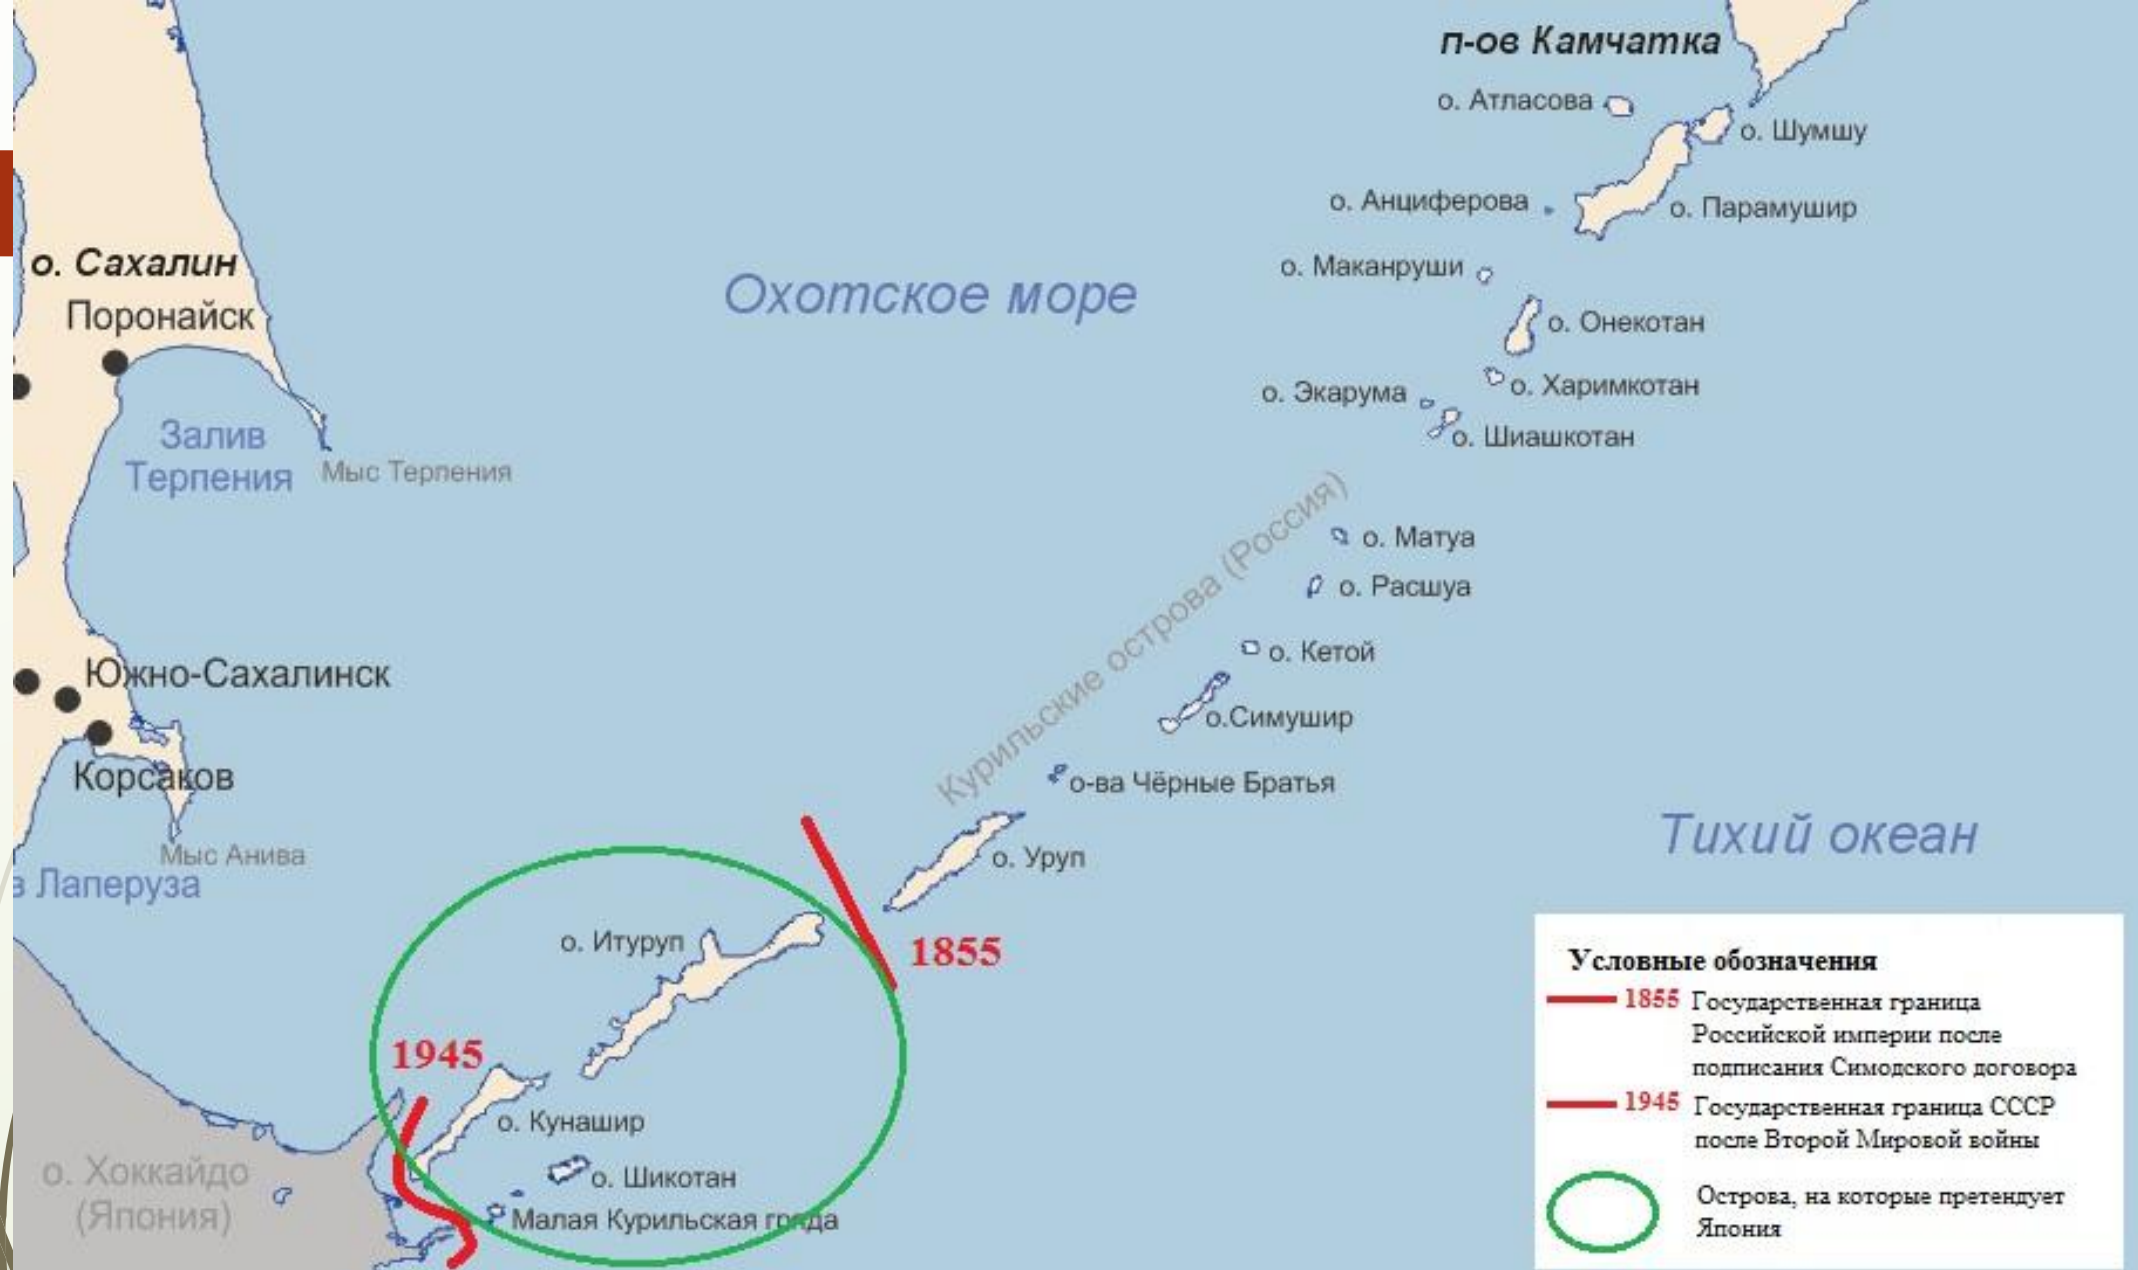 п-ов Камчатка
о. Атласова
о. Шумшу
о. Анциферова
о. Парамушир
о. Сахалин
о. Маканруши
Поронайск
Охотское море
о. Онекотан
о. Экарума
о. Харимкотан
Залив
Терпения
о. Шиашкотан
Мыс Терпения
Курильские острова (Россия)
о. Матуа
о. Расшуа
о. Кетой
Южно-Сахалинск
о.Симушир
Корсаков
о-ва Чёрные Братья
Тихий океан
Мыс Анива
о. Уруп
в Лаперуза
о. Итуруп
1855
1945
о. Кунашир
о. Хоккайдо
(Япония)
о. Шикотан
Малая Курильская гряда
Условные обозначения
1855 Государственная граница
Российской империи после
подписания Симодского договора
1945 Государственная граница СССР
после Второй Мировой войны
Острова, на которые претендует
Япония